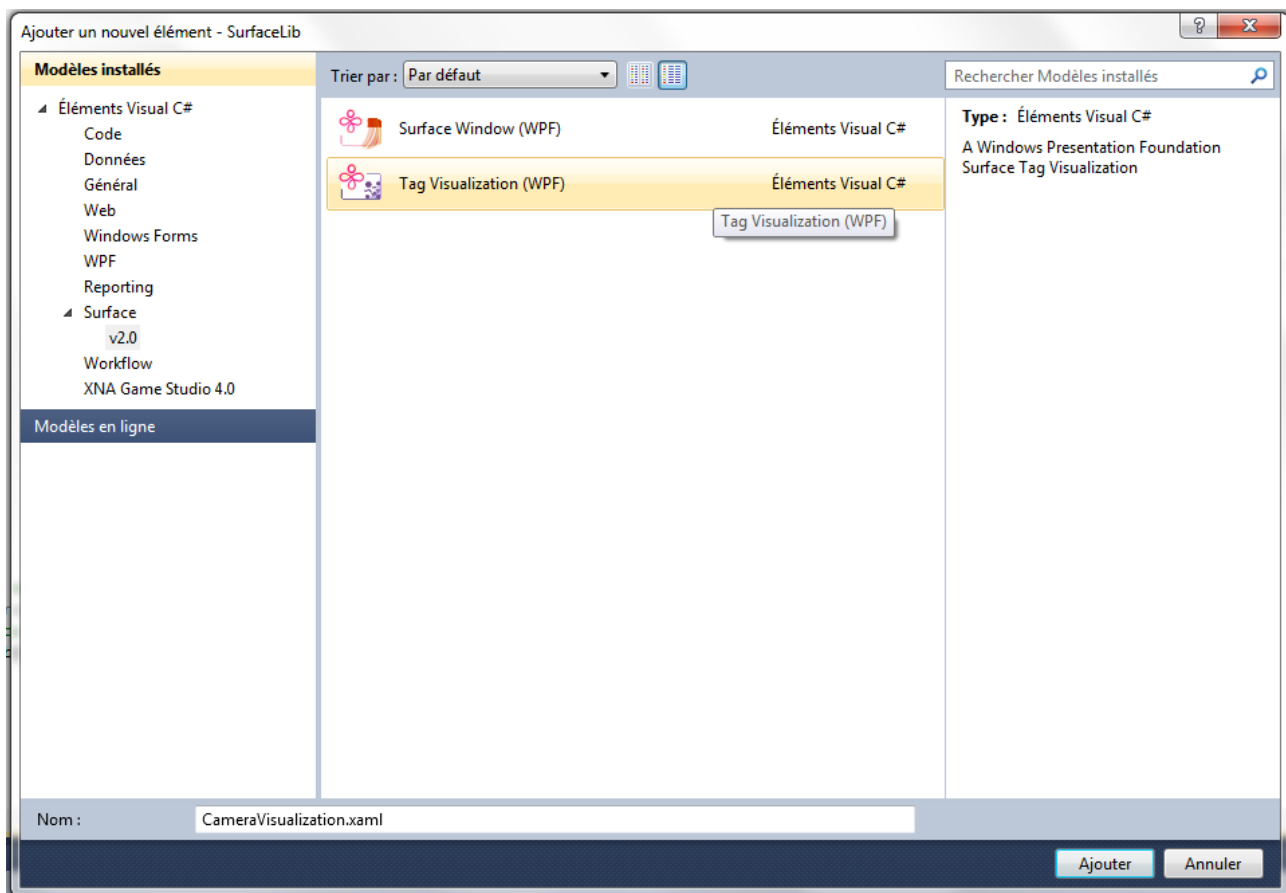 Ajouter un nouvel élément - SurfaceLib
Modèles installés
Éléments Visual C#
Code
Données
Général
Web
Windows Forms
WPF
Reporting
Surface
v2.0
Workflow
XNA Game Studio 4.0
Modèles en ligne
Trier par : Par défaut
Surface Window (WPF) Éléments Visual C#
Tag Visualization (WPF) Éléments Visual C#
Tag Visualization (WPF)
Rechercher Modèles installés
Type : Éléments Visual C#
A Windows Presentation Foundation
Surface Tag Visualization
Nom : CameraVisualization.xaml
Ajouter Annuler